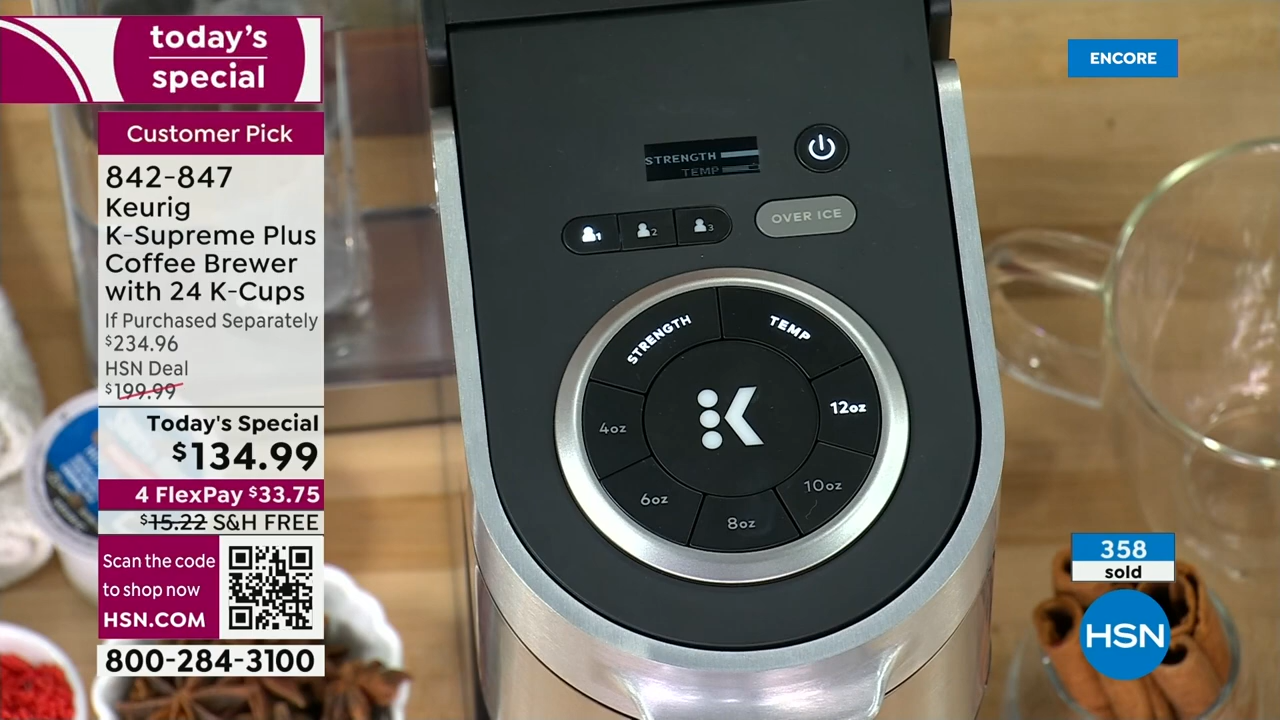 today's
special
Customer Pick
842-847
Keurig
K-Supreme Plus
Coffee Brewer
with 24 K-Cups
If Purchased Separately
$234.96
HSN Deal
$199.99
Today's Special
$134.99
4 FlexPay $33.75
$15.22 S&H FREE
Scan the code
to shop now
HSN.COM
800-284-3100
ENCORE
STRENGTH
TEMP
1 2 3
OVER ICE
STRENGTH
TEMP
4oz
12oz
6oz
10oz
8oz
K
358
sold
HSN